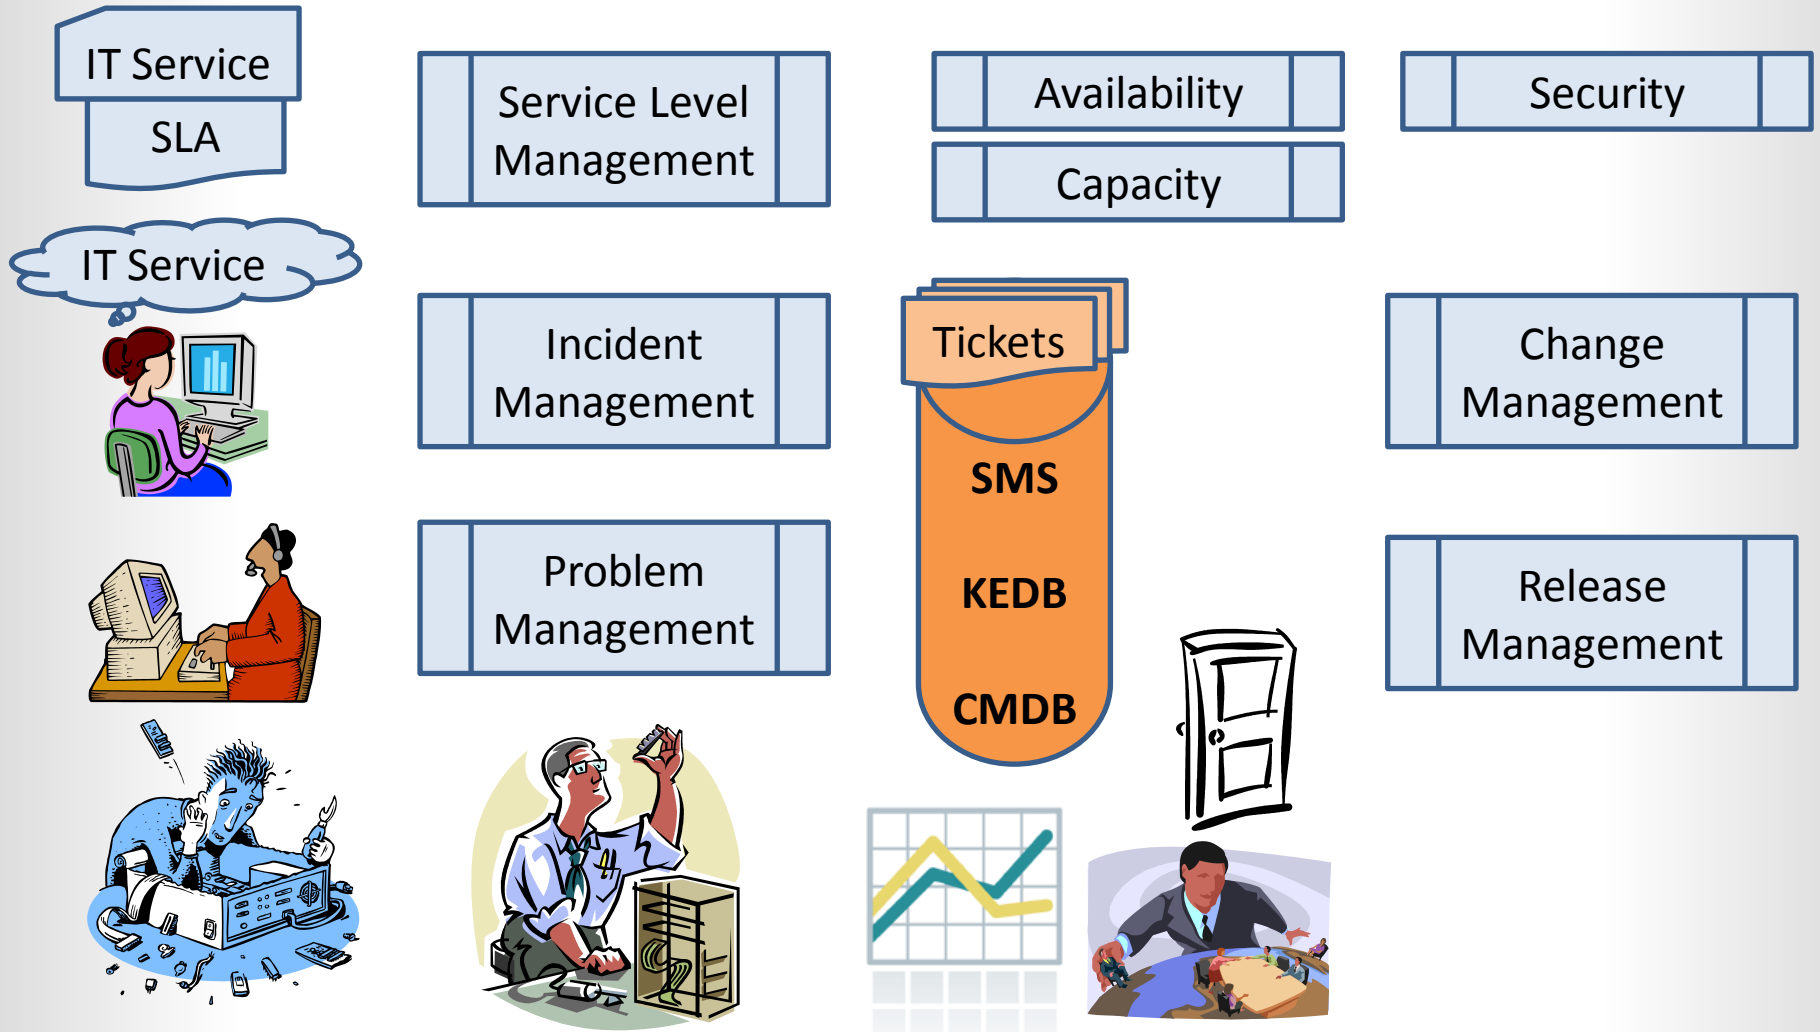 IT Service
SLA
Service Level
Management
Availability
Capacity
Security
IT Service
Incident
Management
Tickets
SMS
KEDB
CMDB
Change
Management
Problem
Management
Release
Management